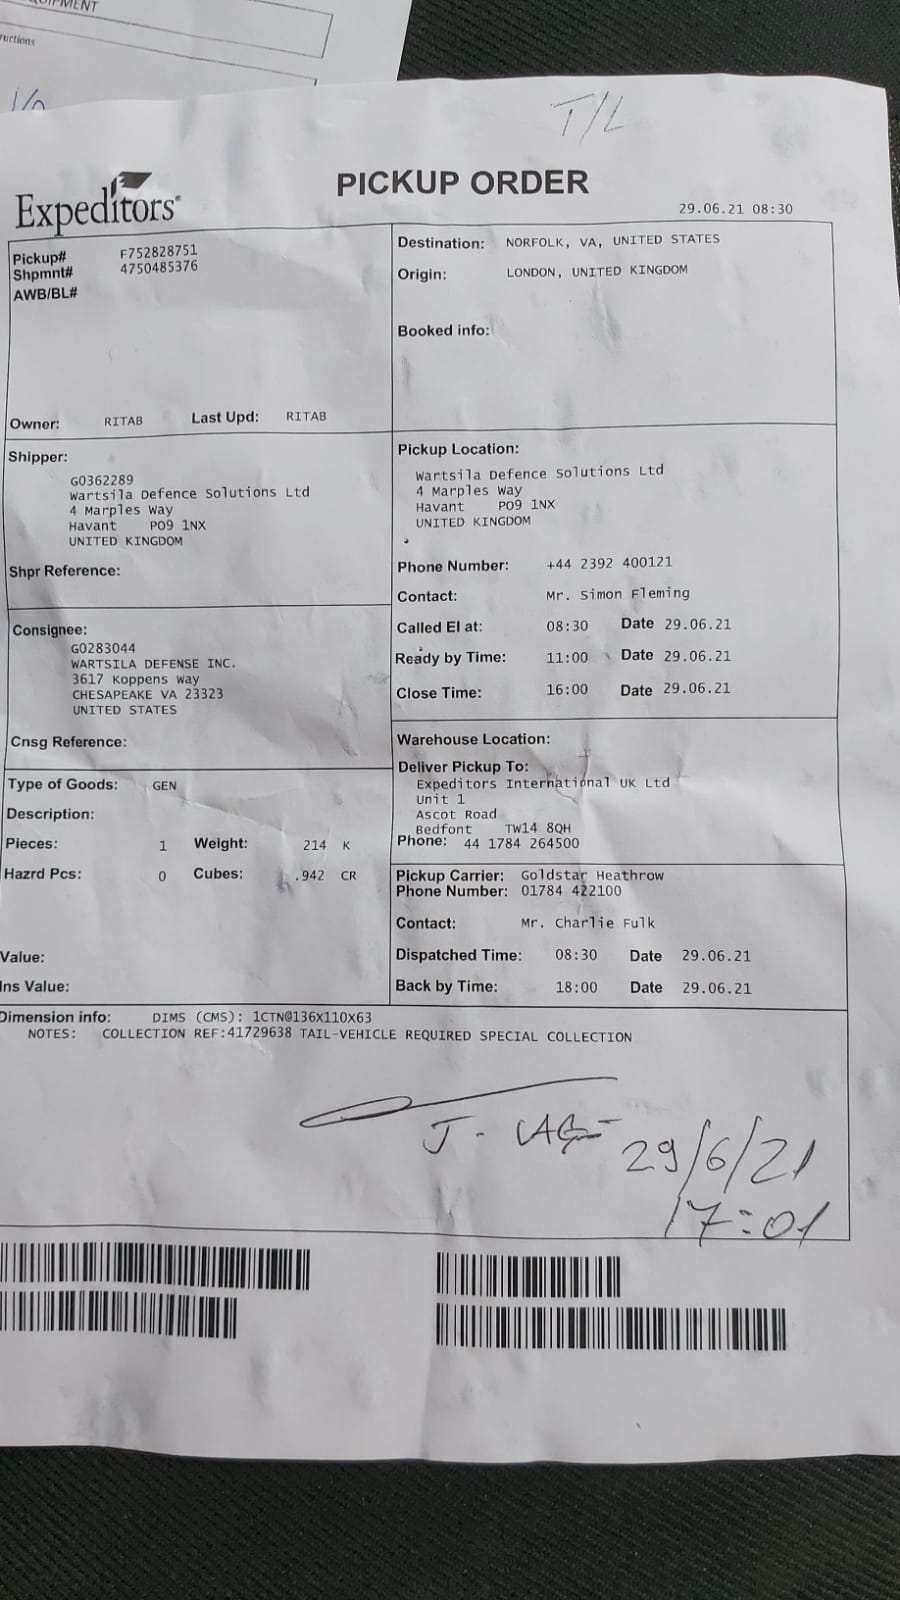 QUIPMENT
ructions
T/L
Expeditors
PICKUP ORDER
29.06.21 08:30
Pickup# F752828751
Shpmnt# 4750485376
AWB/BL#
Owner: RITAB Last Upd: RITAB
Destination: NORFOLK, VA, UNITED STATES
Origin: LONDON, UNITED KINGDOM
Booked info:
Shipper:
G0362289
Wartsila Defence Solutions Ltd
4 Marples Way
Havant PO9 1NX
UNITED KINGDOM
Shpr Reference:
Pickup Location:
Wartsila Defence Solutions Ltd
4 Marples Way
Havant PO9 1NX
UNITED KINGDOM
Phone Number: +44 2392 400121
Contact: Mr. Simon Fleming
Called EI at: 08:30 Date 29.06.21
Ready by Time: 11:00 Date 29.06.21
Close Time: 16:00 Date 29.06.21
Consignee:
G0283044
WARTSILA DEFENSE INC.
3617 Koppens Way
CHESAPEAKE VA 23323
UNITED STATES
Cnsg Reference:
Warehouse Location:
Deliver Pickup To:
Expeditors International UK Ltd
Unit 1
Ascot Road
Bedfont TW14 8QH
Phone: 44 1784 264500
Type of Goods: GEN
Description:
Pieces: 1 Weight: 214 K
Hazrd Pcs: 0 Cubes: .942 CR
Value:
Ins Value:
Pickup Carrier: Goldstar Heathrow
Phone Number: 01784 422100
Contact: Mr. Charlie Fulk
Dispatched Time: 08:30 Date 29.06.21
Back by Time: 18:00 Date 29.06.21
Dimension info: DIMS (CMS): 1CTN@136X110X63
NOTES: COLLECTION REF:41729638 TAIL-VEHICLE REQUIRED SPECIAL COLLECTION
29/6/21
17:01